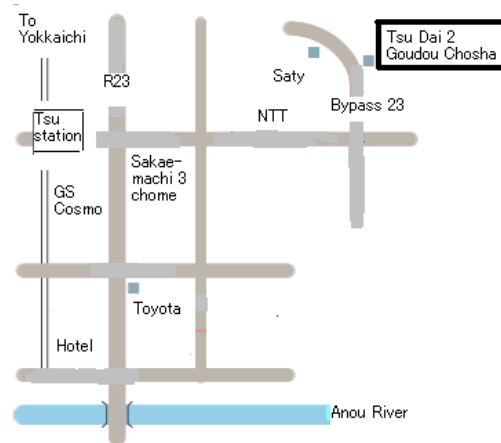 To
Yokkaichi
R23
Tsu
station
Saty
Tsu Dai 2
Goudou Chosha
NTT
Bypass 23
Sakae-
machi 3
chome
GS
Cosmo
Toyota
Hotel
Anou River